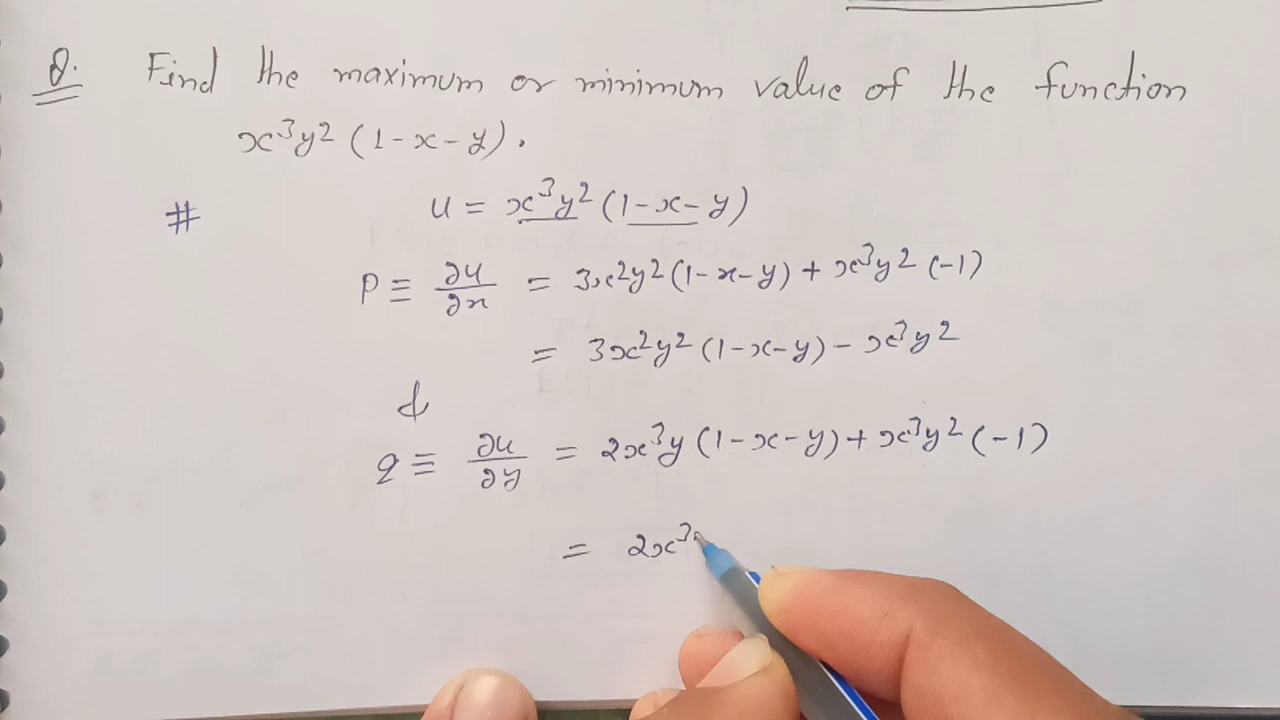 Q. Find the maximum or minimum value of the function
x³y² (1-x-y).
# U = x³y² (1-x-y)
P ≡ ∂u/∂x = 3x²y² (1-x-y) + x³y² (-1)
= 3x²y² (1-x-y) - x³y²
&
q ≡ ∂u/∂y = 2x³y (1-x-y) + x³y² (-1)
= 2x³